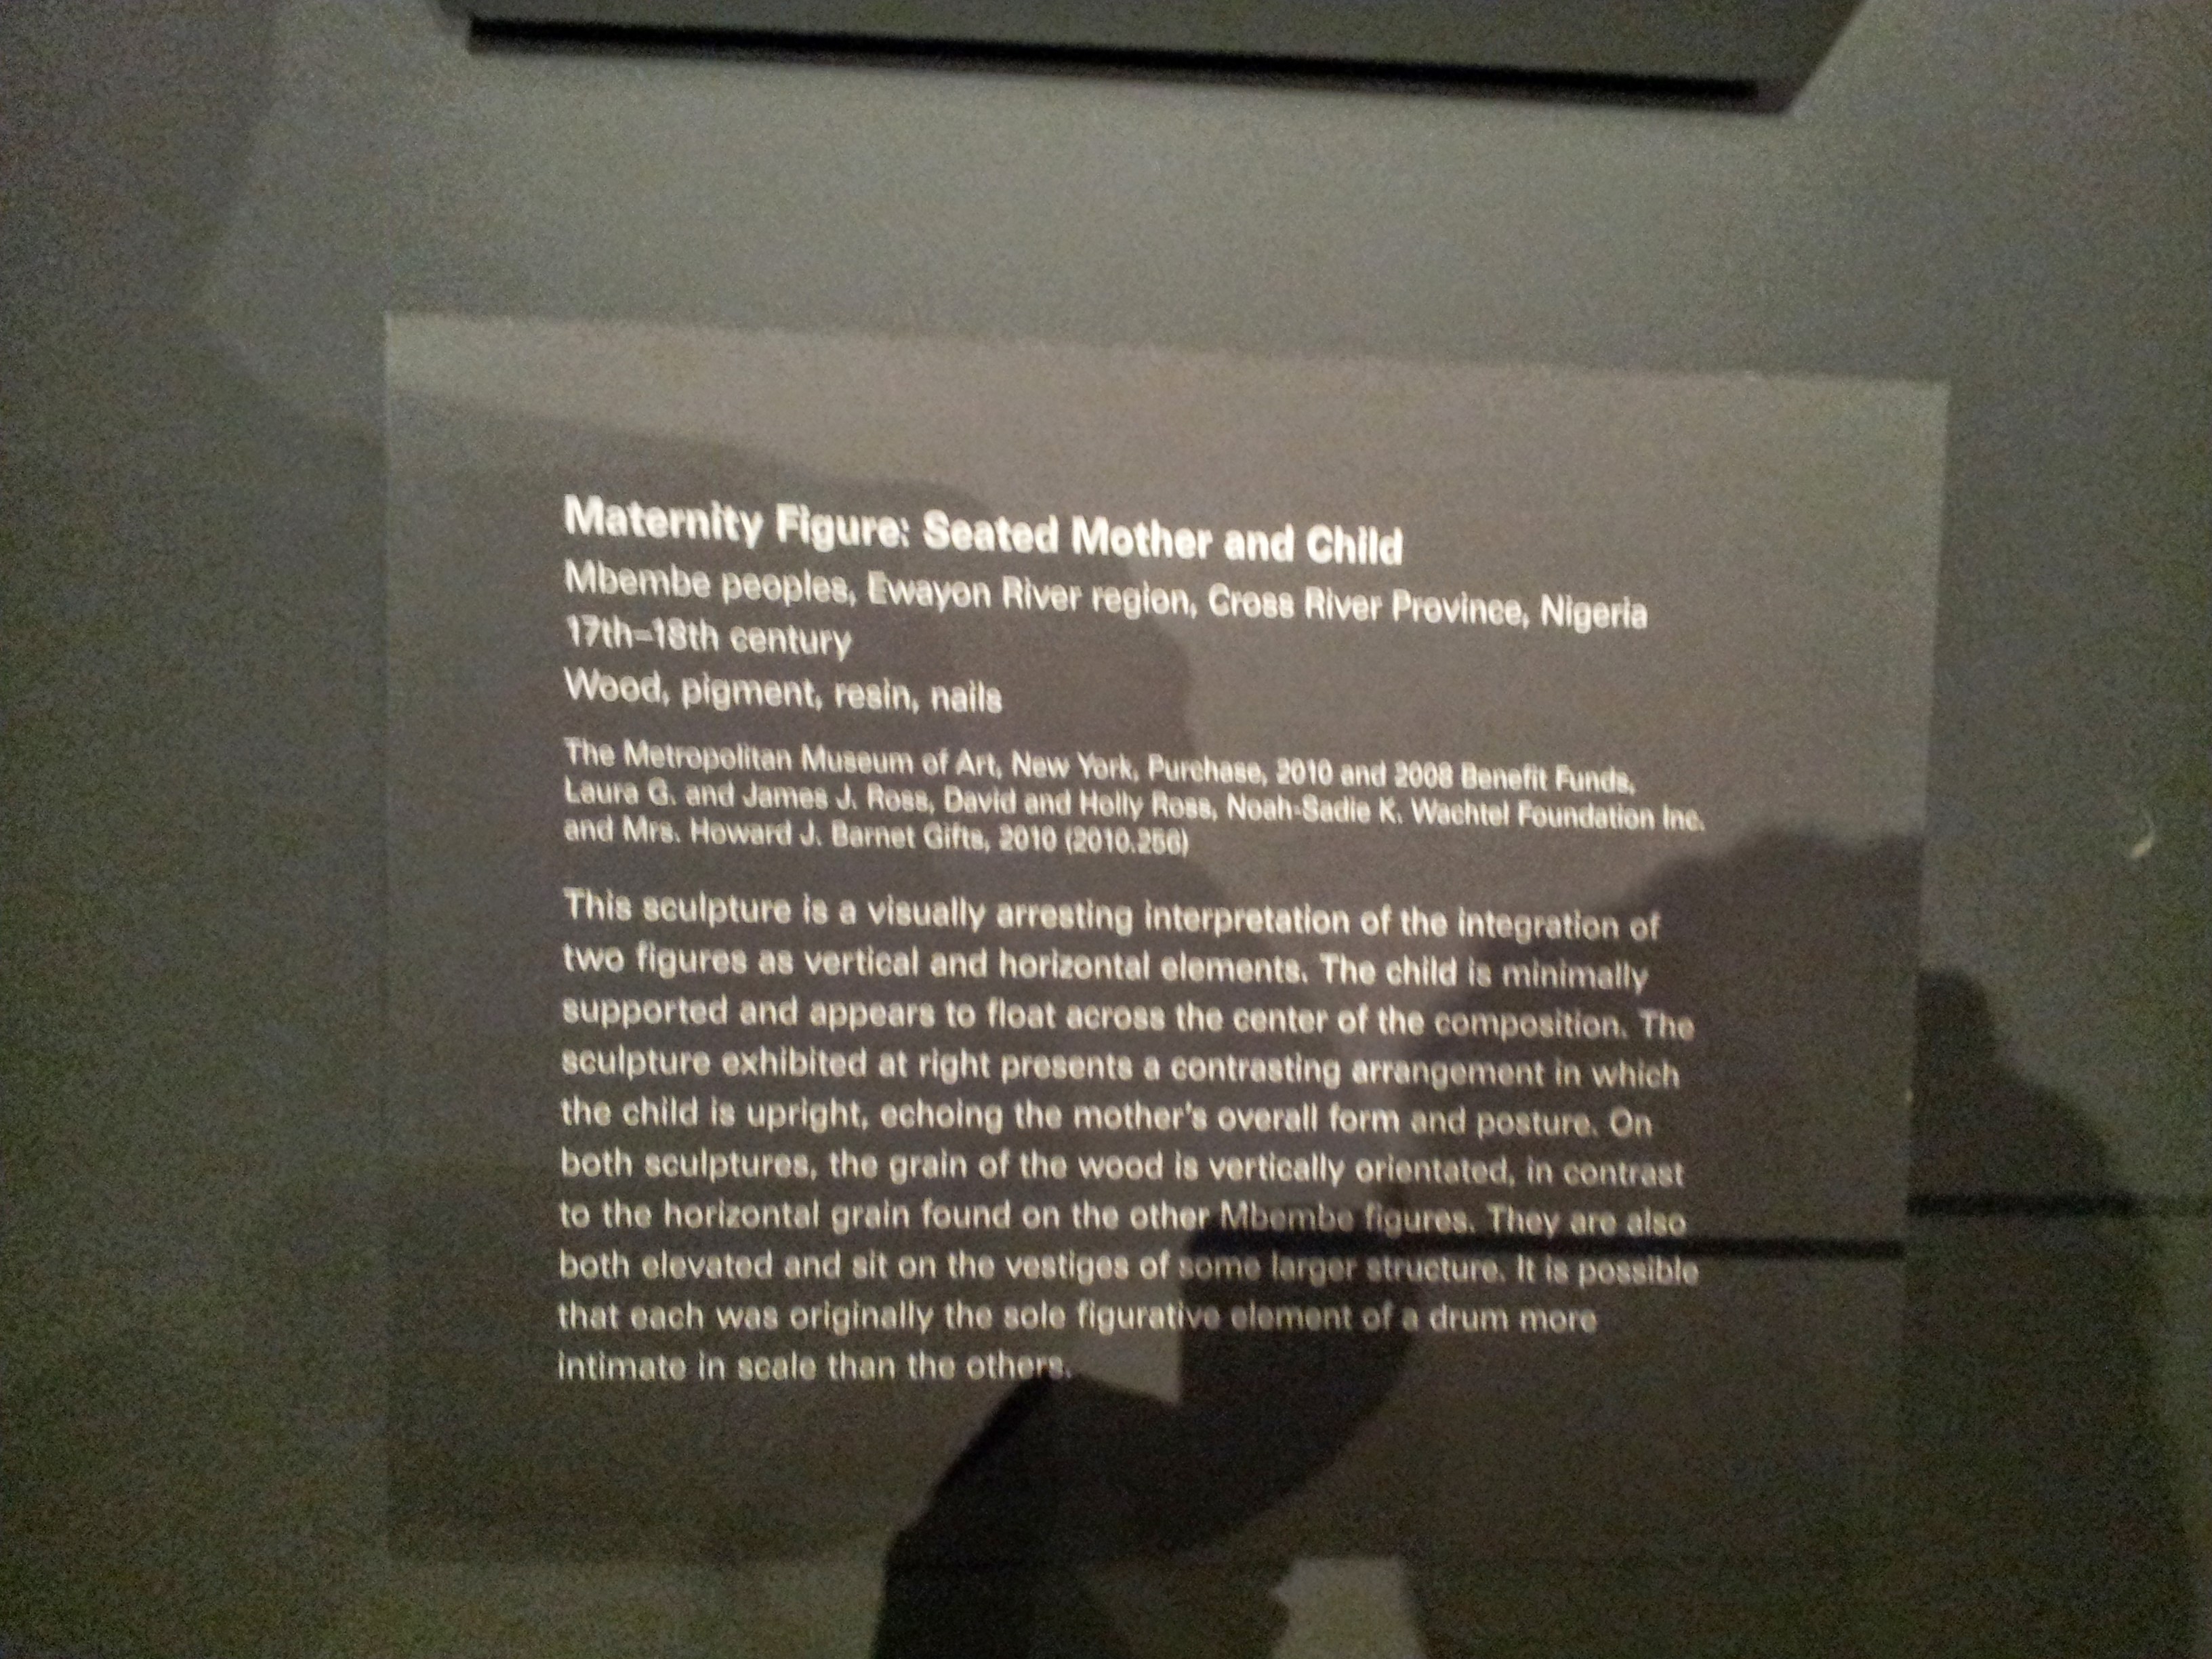 Maternity Figure: Seated Mother and Child
Mbembe peoples, Ewayon River region, Cross River Province, Nigeria
17th–18th century
Wood, pigment, resin, nails
The Metropolitan Museum of Art, New York, Purchase, 2010 and 2008 Benefit Funds,
Laura G. and James J. Ross, David and Holly Ross, Noah-Sadie K. Wachtel Foundation Inc.
and Mrs. Howard J. Barnet Gifts, 2010 (2010.256)
This sculpture is a visually arresting interpretation of the integration of
two figures as vertical and horizontal elements. The child is minimally
supported and appears to float across the center of the composition. The
sculpture exhibited at right presents a contrasting arrangement in which
the child is upright, echoing the mother's overall form and posture. On
both sculptures, the grain of the wood is vertically orientated, in contrast
to the horizontal grain found on the other Mbembe figures. They are also
both elevated and sit on the vestiges of some larger structure. It is possible
that each was originally the sole figurative element of a drum more
intimate in scale than the others.